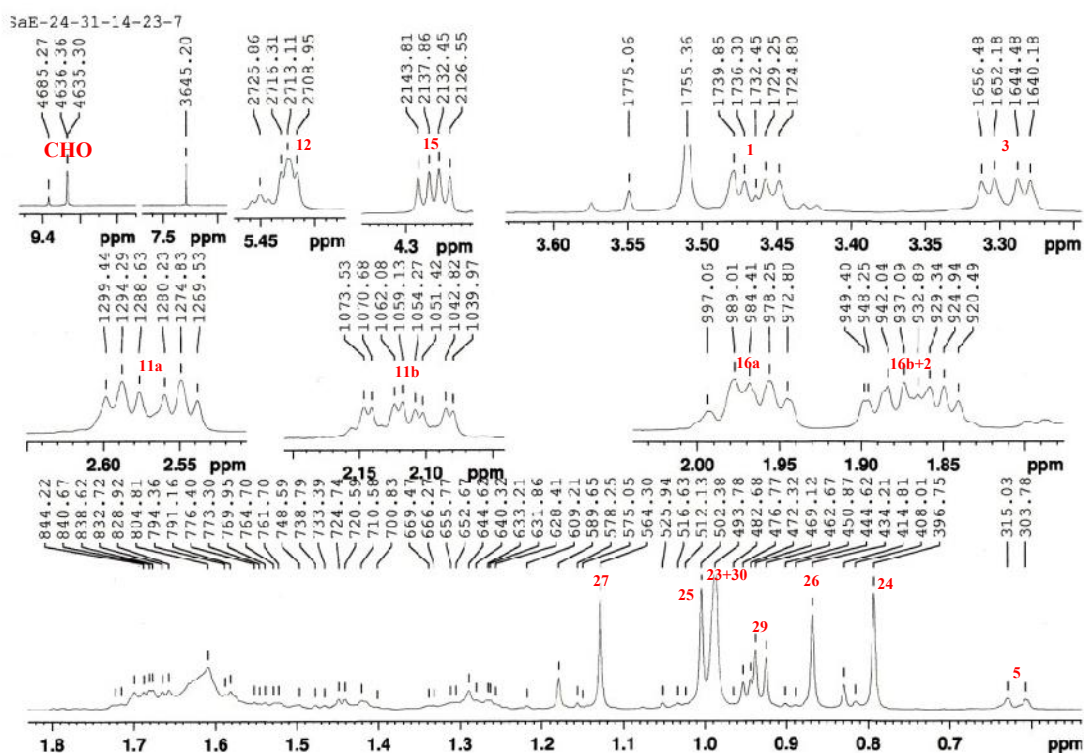 SaE-24-31-14-23-7
4685.27 4636.36 4635.30 3645.20 2725.86 2716.31 2713.11 2708.95 2143.81 2137.86 2132.45 2126.55 1775.06 1755.36 1739.85 1736.30 1732.45 1729.25 1724.80 1656.48 1652.18 1644.48 1640.18
CHO 12 15 1 3
9.4 ppm 7.5 ppm 5.45 ppm 4.3 ppm 3.60 3.55 3.50 3.45 3.40 3.35 3.30 ppm
1299.44 1294.29 1288.63 1280.23 1274.83 1269.53 1073.53 1070.68 1062.08 1059.13 1054.27 1051.42 1042.82 1039.97 997.06 989.01 984.41 978.25 972.80 949.40 948.25 942.04 937.09 932.89 929.34 924.94 920.49
11a 11b 16a 16b+2
2.60 2.55 ppm 2.15 2.10 ppm 2.00 1.95 1.90 1.85 ppm
844.22 840.67 838.62 832.72 828.92 804.81 794.36 791.16 776.40 773.30 769.95 764.70 761.70 748.59 738.79 733.39 724.74 720.59 710.58 700.83 669.47 666.27 655.77 652.67 644.62 640.32 633.21 631.86 628.41 609.21 589.65 578.25 575.05 564.30 525.94 516.63 512.13 502.38 493.78 482.68 476.77 472.32 469.12 462.67 450.87 444.62 434.21 414.81 408.01 396.75 315.03 303.78
27 25 23+30 29 26 24 5
1.8 1.7 1.6 1.5 1.4 1.3 1.2 1.1 1.0 0.9 0.8 0.7 ppm